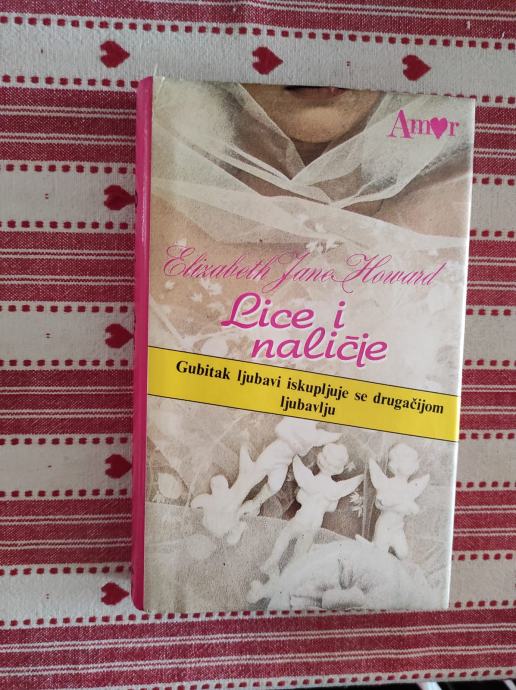 Amor
Elizabeth Jane Howard
Lice i
naličje
Gubitak ljubavi iskupljuje se drugačijom
ljubavlju